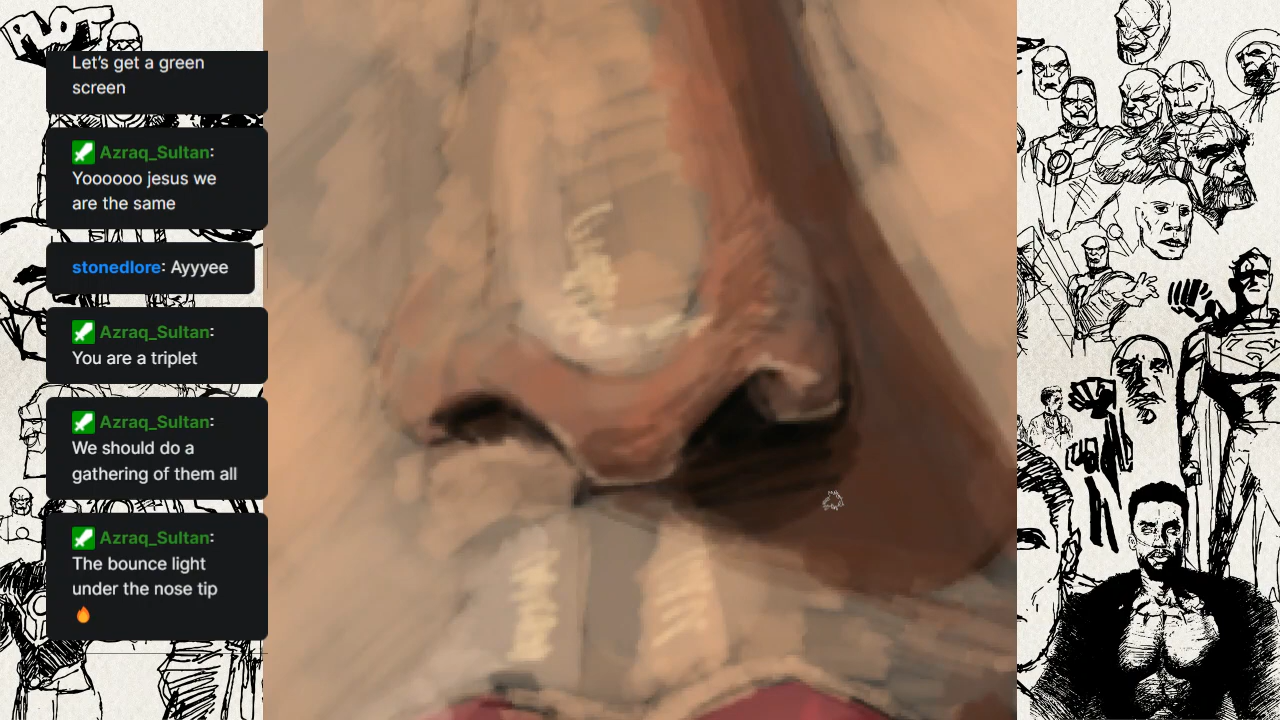 PLOT
Let's get a green
screen
Azraq_Sultan:
Yoooooo jesus we
are the same
stonedlore: Ayyyee
Azraq_Sultan:
You are a triplet
Azraq_Sultan:
We should do a
gathering of them all
Azraq_Sultan:
The bounce light
under the nose tip
🔥